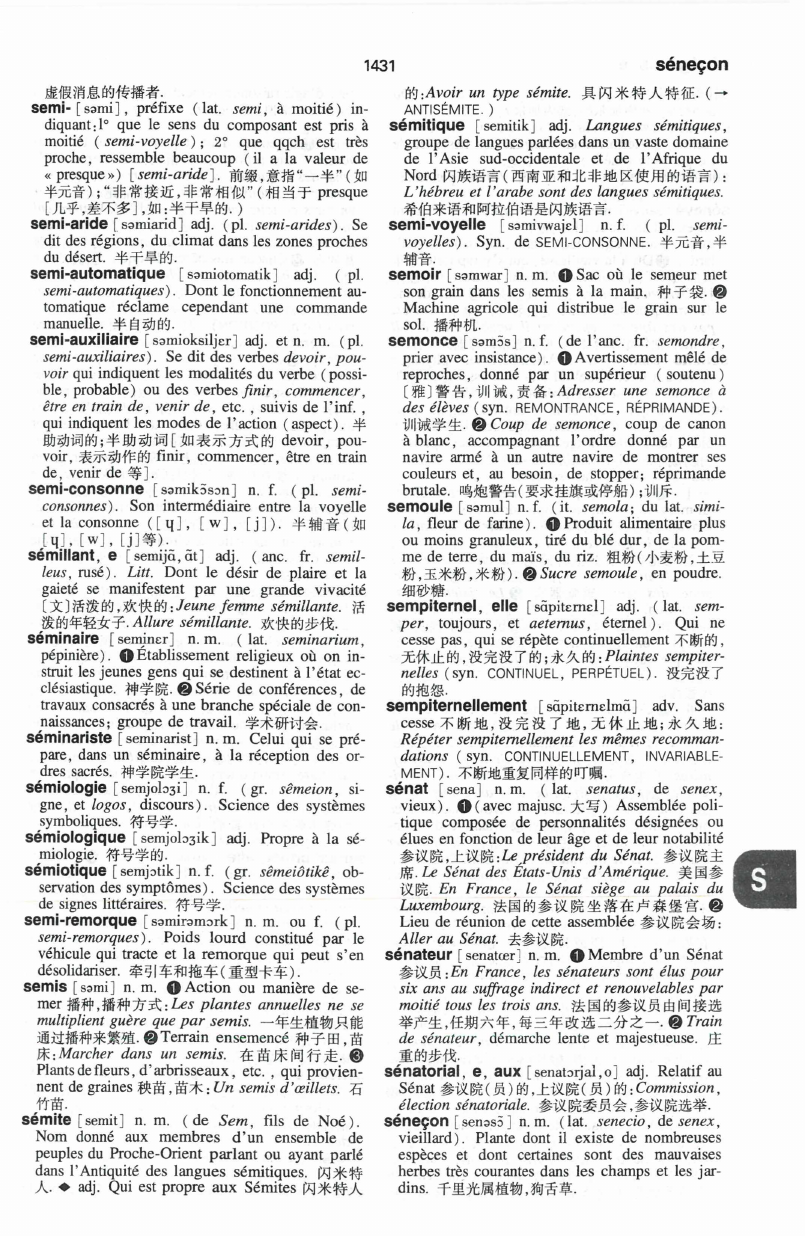 1431
séneçon
虚假消息的传播者.
semi- [səmi], préfixe (lat. semi, à moitié) in-
diquant:1° que le sens du composant est pris à
moitié ( semi-voyelle ); 2° que qqch est très
proche, ressemble beaucoup (il a la valeur de
« presque ») [semi-aride]. 前缀,意指“一半”(如
半元音);“非常接近,非常相似”(相当于 presque
[几乎,差不多],如:半干旱的.)
semi-aride [səmiarid] adj. (pl. semi-arides). Se
dit des régions, du climat dans les zones proches
du désert. 半干旱的.
semi-automatique [səmiotomatik] adj. ( pl.
semi-automatiques). Dont le fonctionnement au-
tomatique réclame cependant une commande
manuelle. 半自动的.
semi-auxiliaire [səmioksiljɛr] adj. et n. m. (pl.
semi-auxiliaires). Se dit des verbes devoir, pou-
voir qui indiquent les modalités du verbe (possi-
ble, probable) ou des verbes finir, commencer,
être en train de, venir de, etc. , suivis de l'inf. ,
qui indiquent les modes de l'action (aspect). 半
助动词的;半助动词[如表示方式的 devoir, pou-
voir, 表示动作的 finir, commencer, être en train
de, venir de 等].
semi-consonne [səmikɔ̃sɔn] n. f. ( pl. semi-
consonnes). Son intermédiaire entre la voyelle
et la consonne ([ɥ], [w], [j]). 半辅音(如
[ɥ], [w], [j]等).
sémillant, e [semijɑ̃, ɑ̃t] adj. ( anc. fr. semil-
leus, rusé). Litt. Dont le désir de plaire et la
gaieté se manifestent par une grande vivacité
[文]活泼的,欢快的:Jeune femme sémillante. 活
泼的年轻女子. Allure sémillante. 欢快的步伐.
séminaire [seminɛr] n. m. ( lat. seminarium,
pépinière). ❶ Établissement religieux où on in-
struit les jeunes gens qui se destinent à l'état ec-
clésiastique. 神学院. ❷ Série de conférences, de
travaux consacrés à une branche spéciale de con-
naissances; groupe de travail. 学术研讨会.
séminariste [seminarist] n. m. Celui qui se pré-
pare, dans un séminaire, à la réception des or-
dres sacrés. 神学院学生.
sémiologie [semjolɔʒi] n. f. (gr. sêmeion, si-
gne, et logos, discours). Science des systèmes
symboliques. 符号学.
sémiologique [semjolɔʒik] adj. Propre à la sé-
miologie. 符号学的.
sémiotique [semjɔtik] n. f. (gr. sêmeiôtikê, ob-
servation des symptômes). Science des systèmes
de signes littéraires. 符号学.
semi-remorque [səmirəmɔrk] n. m. ou f. ( pl.
semi-remorques). Poids lourd constitué par le
véhicule qui tracte et la remorque qui peut s'en
désolidariser. 牵引车和拖车(重型卡车).
semis [səmi] n. m. ❶ Action ou manière de se-
mer 播种,播种方式:Les plantes annuelles ne se
multiplient guère que par semis. 一年生植物只能
通过播种来繁殖. ❷ Terrain ensemencé 种子田,苗
床:Marcher dans un semis. 在苗床间行走. ❸
Plants de fleurs, d'arbrisseaux, etc. , qui provien-
nent de graines 秧苗,苗木:Un semis d'œillets. 石
竹苗.
sémite [semit] n. m. ( de Sem, fils de Noé).
Nom donné aux membres d'un ensemble de
peuples du Proche-Orient parlant ou ayant parlé
dans l'Antiquité des langues sémitiques. 闪米特
人. ◆ adj. Qui est propre aux Sémites 闪米特人
的:Avoir un type sémite. 具闪米特人特征. (→
ANTISÉMITE. )
sémitique [semitik] adj. Langues sémitiques,
groupe de langues parlées dans un vaste domaine
de l'Asie sud-occidentale et de l'Afrique du
Nord 闪族语言(西南亚和北非地区使用的语言):
L'hébreu et l'arabe sont des langues sémitiques.
希伯来语和阿拉伯语是闪族语言.
semi-voyelle [səmivwajɛl] n. f. ( pl. semi-
voyelles). Syn. de SEMI-CONSONNE. 半元音,半
辅音.
semoir [səmwar] n. m. ❶ Sac où le semeur met
son grain dans les semis à la main. 种子袋. ❷
Machine agricole qui distribue le grain sur le
sol. 播种机.
semonce [səmɔ̃s] n. f. (de l'anc. fr. semondre,
prier avec insistance). ❶ Avertissement mêlé de
reproches, donné par un supérieur ( soutenu)
[雅]警告,训诫,责备:Adresser une semonce à
des élèves (syn. REMONTRANCE, RÉPRIMANDE).
训诫学生. ❷ Coup de semonce, coup de canon
à blanc, accompagnant l'ordre donné par un
navire armé à un autre navire de montrer ses
couleurs et, au besoin, de stopper; réprimande
brutale. 鸣炮警告(要求挂旗或停船);训斥.
semoule [səmul] n. f. (it. semola; du lat. simi-
la, fleur de farine). ❶ Produit alimentaire plus
ou moins granuleux, tiré du blé dur, de la pom-
me de terre, du maïs, du riz. 粗粉(小麦粉,土豆
粉,玉米粉,米粉). ❷ Sucre semoule, en poudre.
细砂糖.
sempiternel, elle [sɑ̃pitɛrnɛl] adj. ( lat. sem-
per, toujours, et aeternus, éternel). Qui ne
cesse pas, qui se répète continuellement 不断的,
无休止的,没完没了的;永久的:Plaintes sempiter-
nelles (syn. CONTINUEL, PERPÉTUEL). 没完没了
的抱怨.
sempiternellement [sɑ̃pitɛrnɛlmɑ̃] adv. Sans
cesse 不断地,没完没了地,无休止地;永久地:
Répéter sempiternellement les mêmes recomman-
dations ( syn. CONTINUELLEMENT, INVARIABLE-
MENT). 不断地重复同样的叮嘱.
sénat [sena] n. m. ( lat. senatus, de senex,
vieux). ❶ (avec majusc. 大写) Assemblée poli-
tique composée de personnalités désignées ou
élues en fonction de leur âge et de leur notabilité
参议院,上议院:Le président du Sénat. 参议院主
席. Le Sénat des États-Unis d'Amérique. 美国参
议院. En France, le Sénat siège au palais du
Luxembourg. 法国的参议院坐落在卢森堡宫. ❷
Lieu de réunion de cette assemblée 参议院会场:
Aller au Sénat. 去参议院.
sénateur [senatœr] n. m. ❶ Membre d'un Sénat
参议员:En France, les sénateurs sont élus pour
six ans au suffrage indirect et renouvelables par
moitié tous les trois ans. 法国的参议员由间接选
举产生,任期六年,每三年改选二分之一. ❷ Train
de sénateur, démarche lente et majestueuse. 庄
重的步伐.
sénatorial, e, aux [senatɔrjal,o] adj. Relatif au
Sénat 参议院(员)的,上议院(员)的:Commission,
élection sénatoriale. 参议院委员会,参议院选举.
séneçon [senəsɔ̃] n. m. (lat. senecio, de senex,
vieillard). Plante dont il existe de nombreuses
espèces et dont certaines sont des mauvaises
herbes très courantes dans les champs et les jar-
dins. 千里光属植物,狗舌草.
S